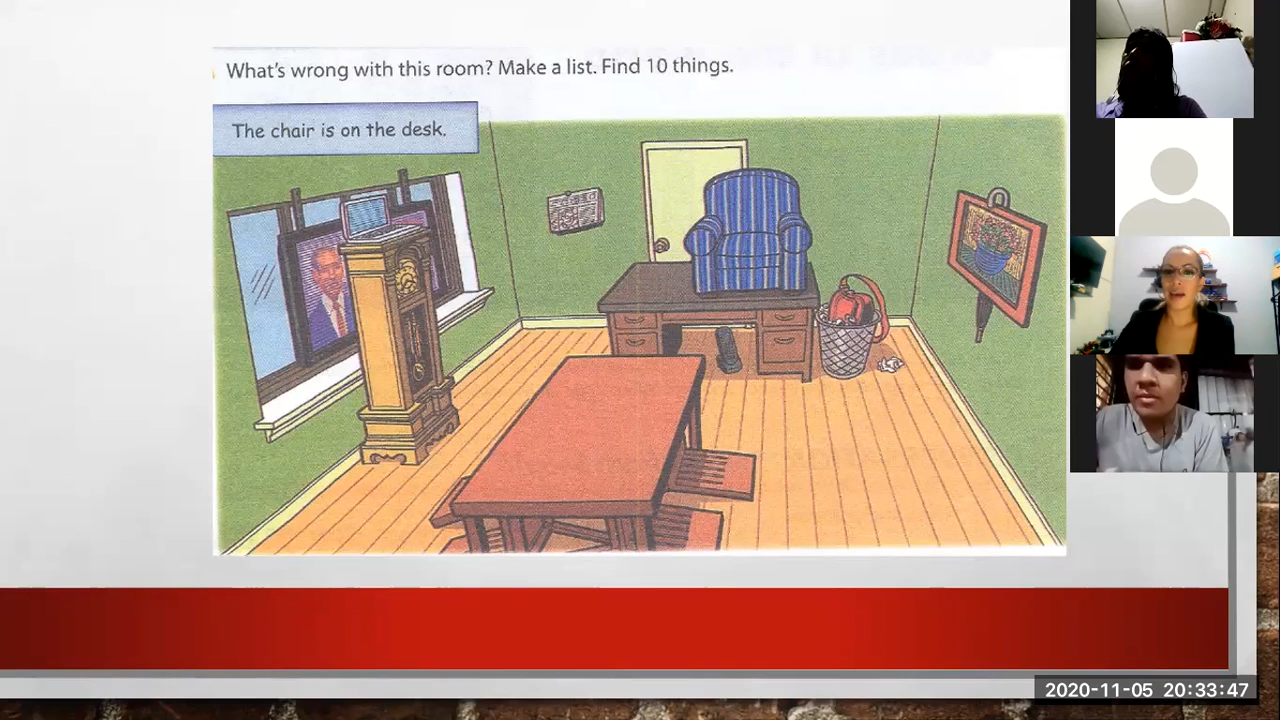 What's wrong with this room? Make a list. Find 10 things.
The chair is on the desk.
2020-11-05 20:33:47